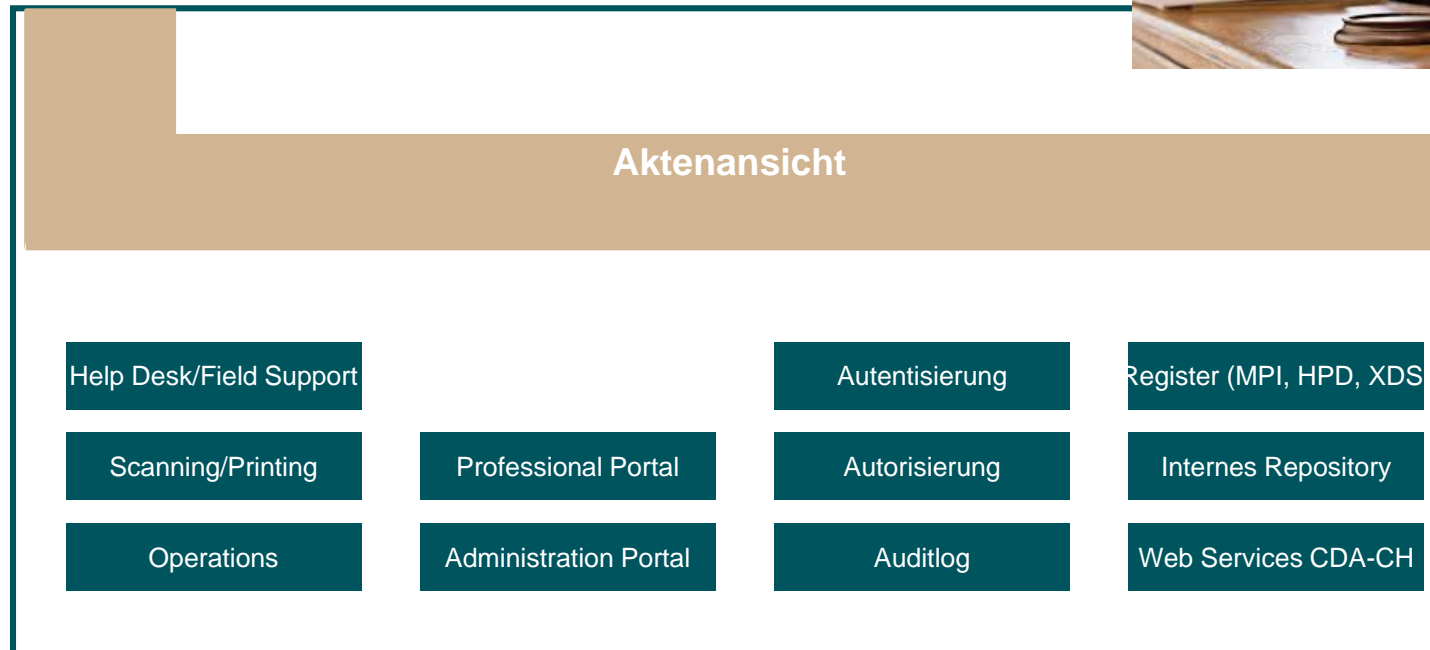 Aktenansicht
Help Desk/Field Support
Autentisierung
Register (MPI, HPD, XDS
Scanning/Printing
Professional Portal
Autorisierung
Internes Repository
Operations
Administration Portal
Auditlog
Web Services CDA-CH